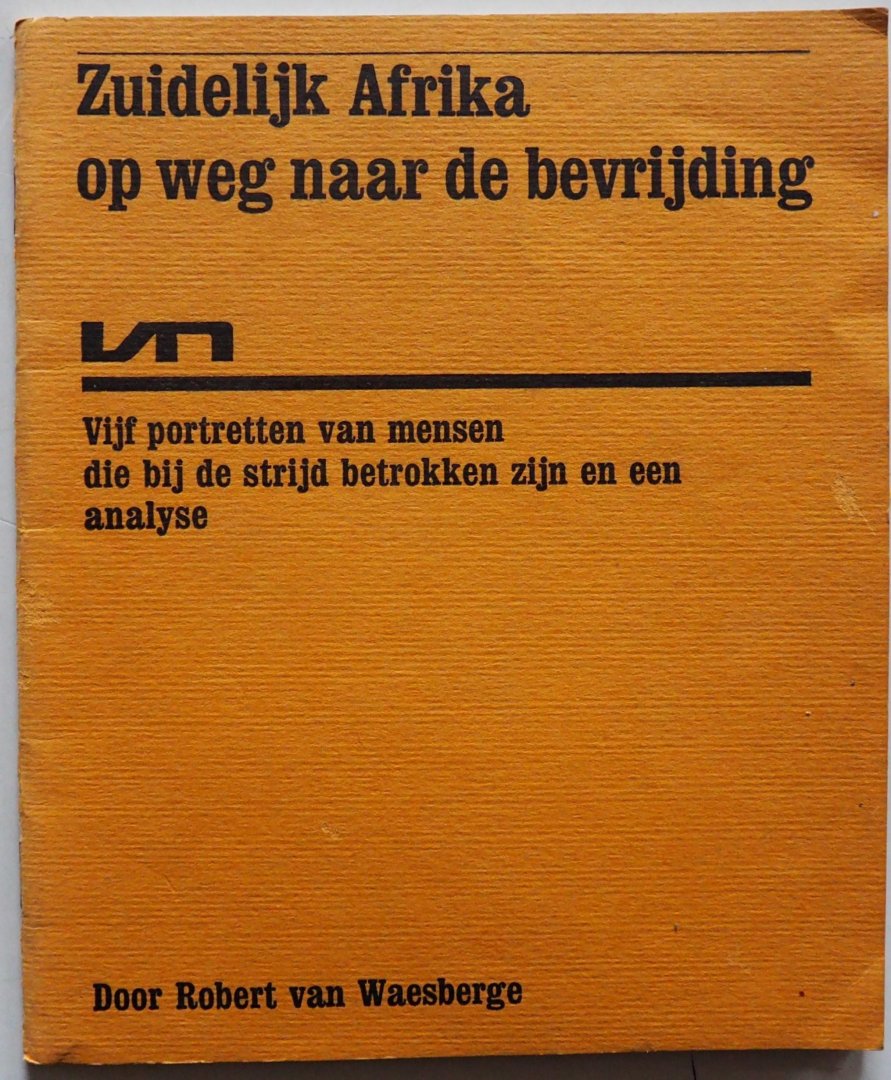 Zuidelijk Afrika
op weg naar de bevrijding
vn
Vijf portretten van mensen
die bij de strijd betrokken zijn en een
analyse
Door Robert van Waesberge